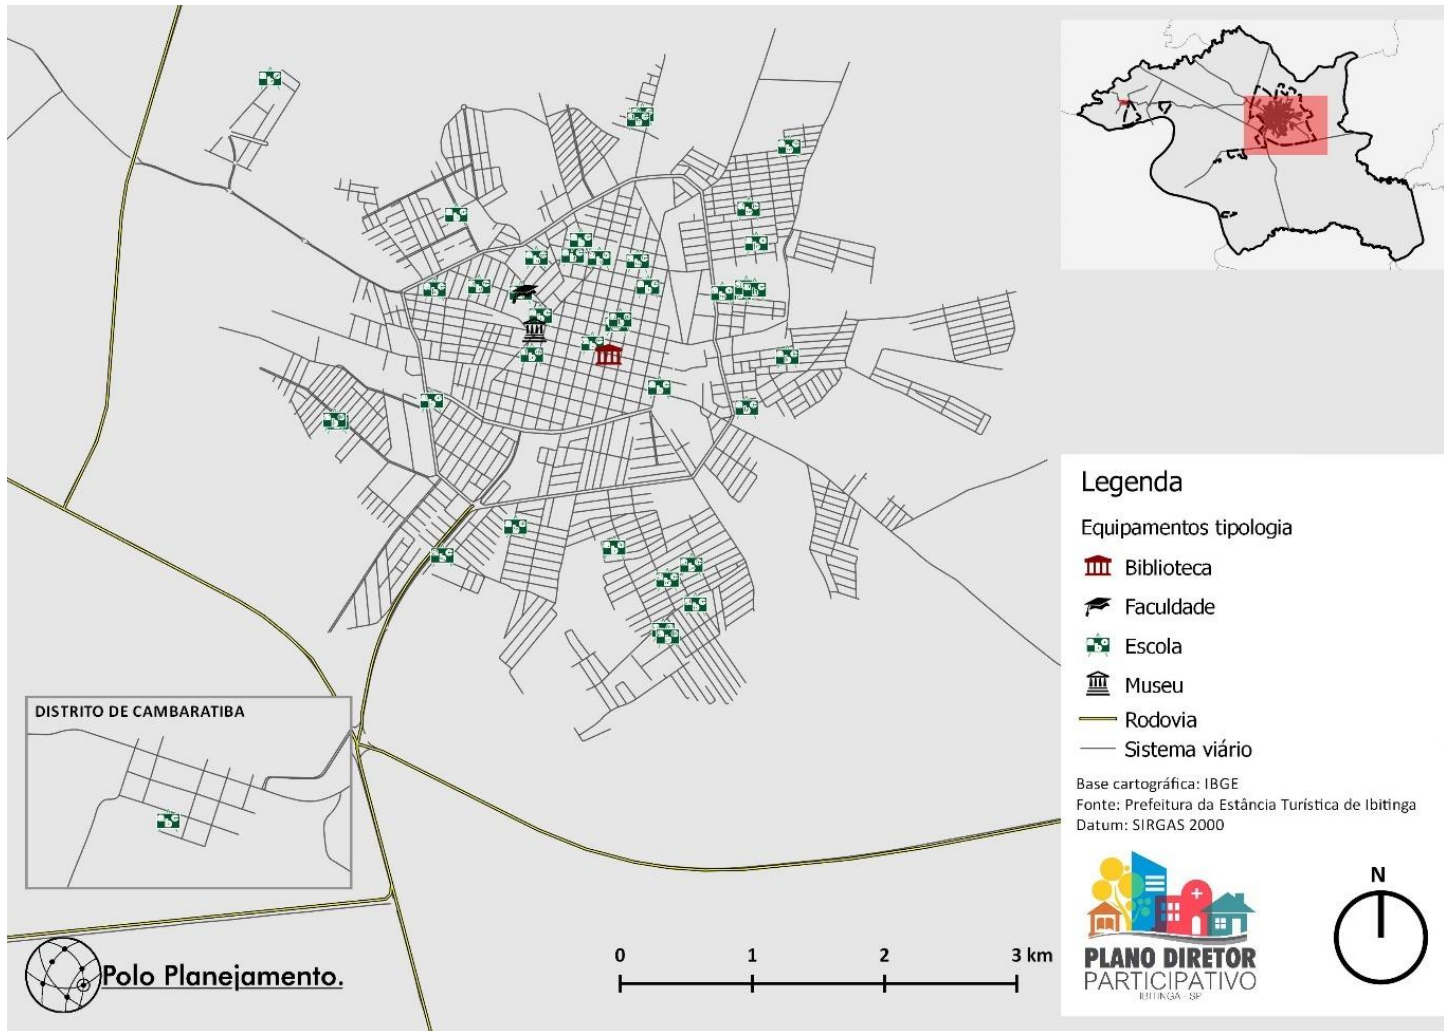 Legenda
Equipamentos tipologia
Biblioteca
Faculdade
Escola
Museu
Rodovia
Sistema viário
Base cartográfica: IBGE
Fonte: Prefeitura da Estância Turística de Ibitinga
Datum: SIRGAS 2000
DISTRITO DE CAMBARATIBA
Polo Planejamento.
0 1 2 3 km
PLANO DIRETOR
PARTICIPATIVO
IBITINGA - SP
N